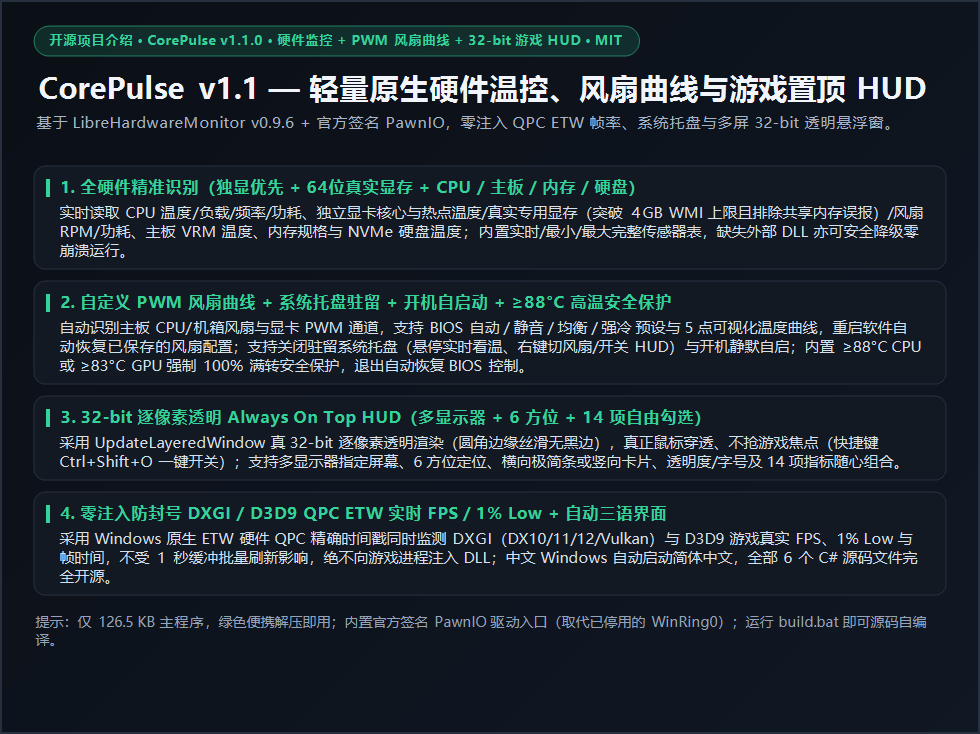 开源项目介绍 • CorePulse v1.1.0 • 硬件监控 + PWM 风扇曲线 + 32-bit 游戏 HUD • MIT
CorePulse v1.1 — 轻量原生硬件温控、风扇曲线与游戏置顶 HUD
基于 LibreHardwareMonitor v0.9.6 + 官方签名 PawnIO，零注入 QPC ETW 帧率、系统托盘与多屏 32-bit 透明悬浮窗。
1. 全硬件精准识别（独显优先 + 64位真实显存 + CPU / 主板 / 内存 / 硬盘）
实时读取 CPU 温度/负载/频率/功耗、独立显卡核心与热点温度/真实专用显存（突破 4GB WMI 上限且排除共享内存误报）/风扇
RPM/功耗、主板 VRM 温度、内存规格与 NVMe 硬盘温度；内置实时/最小/最大完整传感器表，缺失外部 DLL 亦可安全降级零
崩溃运行。
2. 自定义 PWM 风扇曲线 + 系统托盘驻留 + 开机自启动 + ≥88°C 高温安全保护
自动识别主板 CPU/机箱风扇与显卡 PWM 通道，支持 BIOS 自动 / 静音 / 均衡 / 强冷 预设与 5 点可视化温度曲线，重启软件自
动恢复已保存的风扇配置；支持关闭驻留系统托盘（悬停实时看温、右键切风扇/开关 HUD）与开机静默自启；内置 ≥88°C CPU
或 ≥83°C GPU 强制 100% 满转安全保护，退出自动恢复 BIOS 控制。
3. 32-bit 逐像素透明 Always On Top HUD（多显示器 + 6 方位 + 14 项自由勾选）
采用 UpdateLayeredWindow 真 32-bit 逐像素透明渲染（圆角边缘丝滑无黑边），真正鼠标穿透、不抢游戏焦点（快捷键
Ctrl+Shift+O 一键开关）；支持多显示器指定屏幕、6 方位定位、横向极简条或竖向卡片、透明度/字号及 14 项指标随心组合。
4. 零注入防封号 DXGI / D3D9 QPC ETW 实时 FPS / 1% Low + 自动三语界面
采用 Windows 原生 ETW 硬件 QPC 精确时间戳同时监测 DXGI（DX10/11/12/Vulkan）与 D3D9 游戏真实 FPS、1% Low 与
帧时间，不受 1 秒缓冲批量刷新影响，绝不向游戏进程注入 DLL；中文 Windows 自动启动简体中文，全部 6 个 C# 源码文件完
全开源。
提示：仅 126.5 KB 主程序，绿色便携解压即用；内置官方签名 PawnIO 驱动入口（取代已停用的 WinRing0）；运行 build.bat 即可源码自编
译。